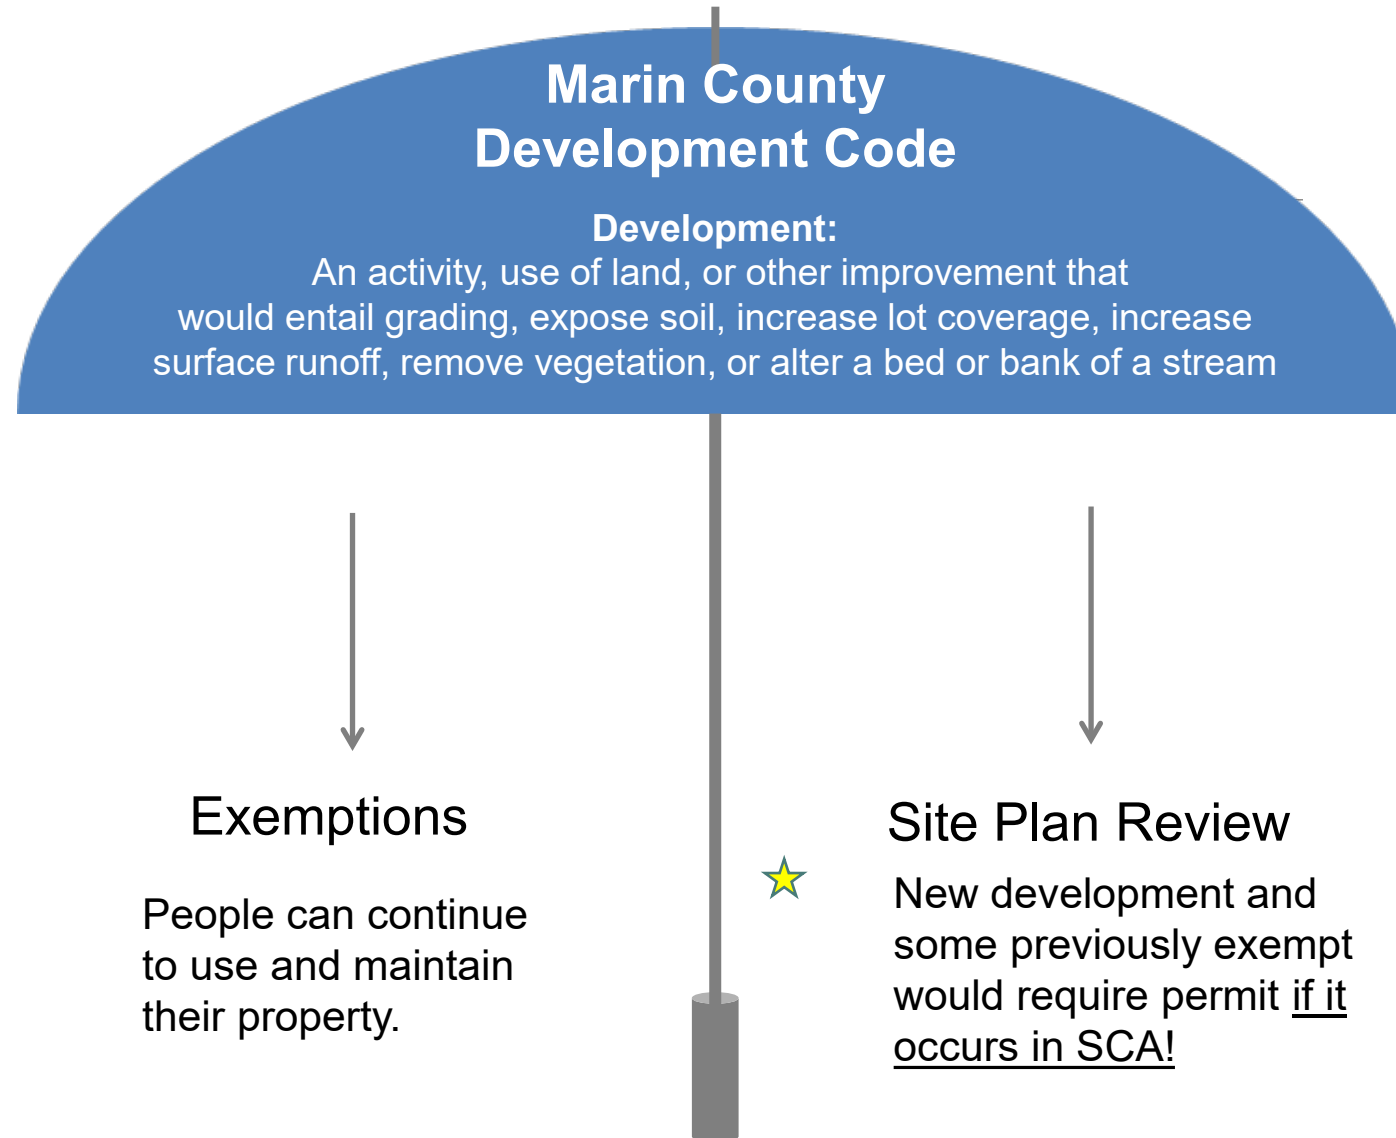 Marin County
Development Code
Development:
An activity, use of land, or other improvement that
would entail grading, expose soil, increase lot coverage, increase
surface runoff, remove vegetation, or alter a bed or bank of a stream
Exemptions
People can continue
to use and maintain
their property.
Site Plan Review
New development and
some previously exempt
would require permit if it
occurs in SCA!